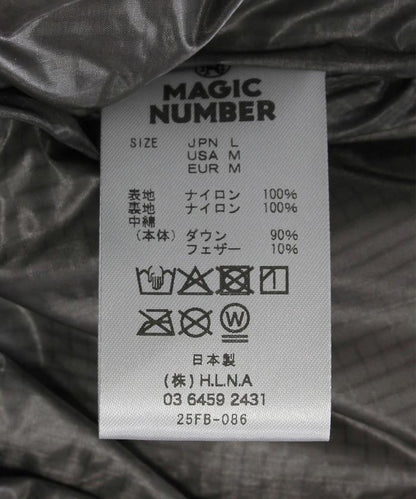 MAGIC
NUMBER
SIZE JPN L
USA M
EUR M
表地 ナイロン 100%
裏地 ナイロン 100%
中綿
(本体) ダウン 90%
フェザー 10%
W
日本製
(株) H.L.N.A
03 6459 2431
25FB-086